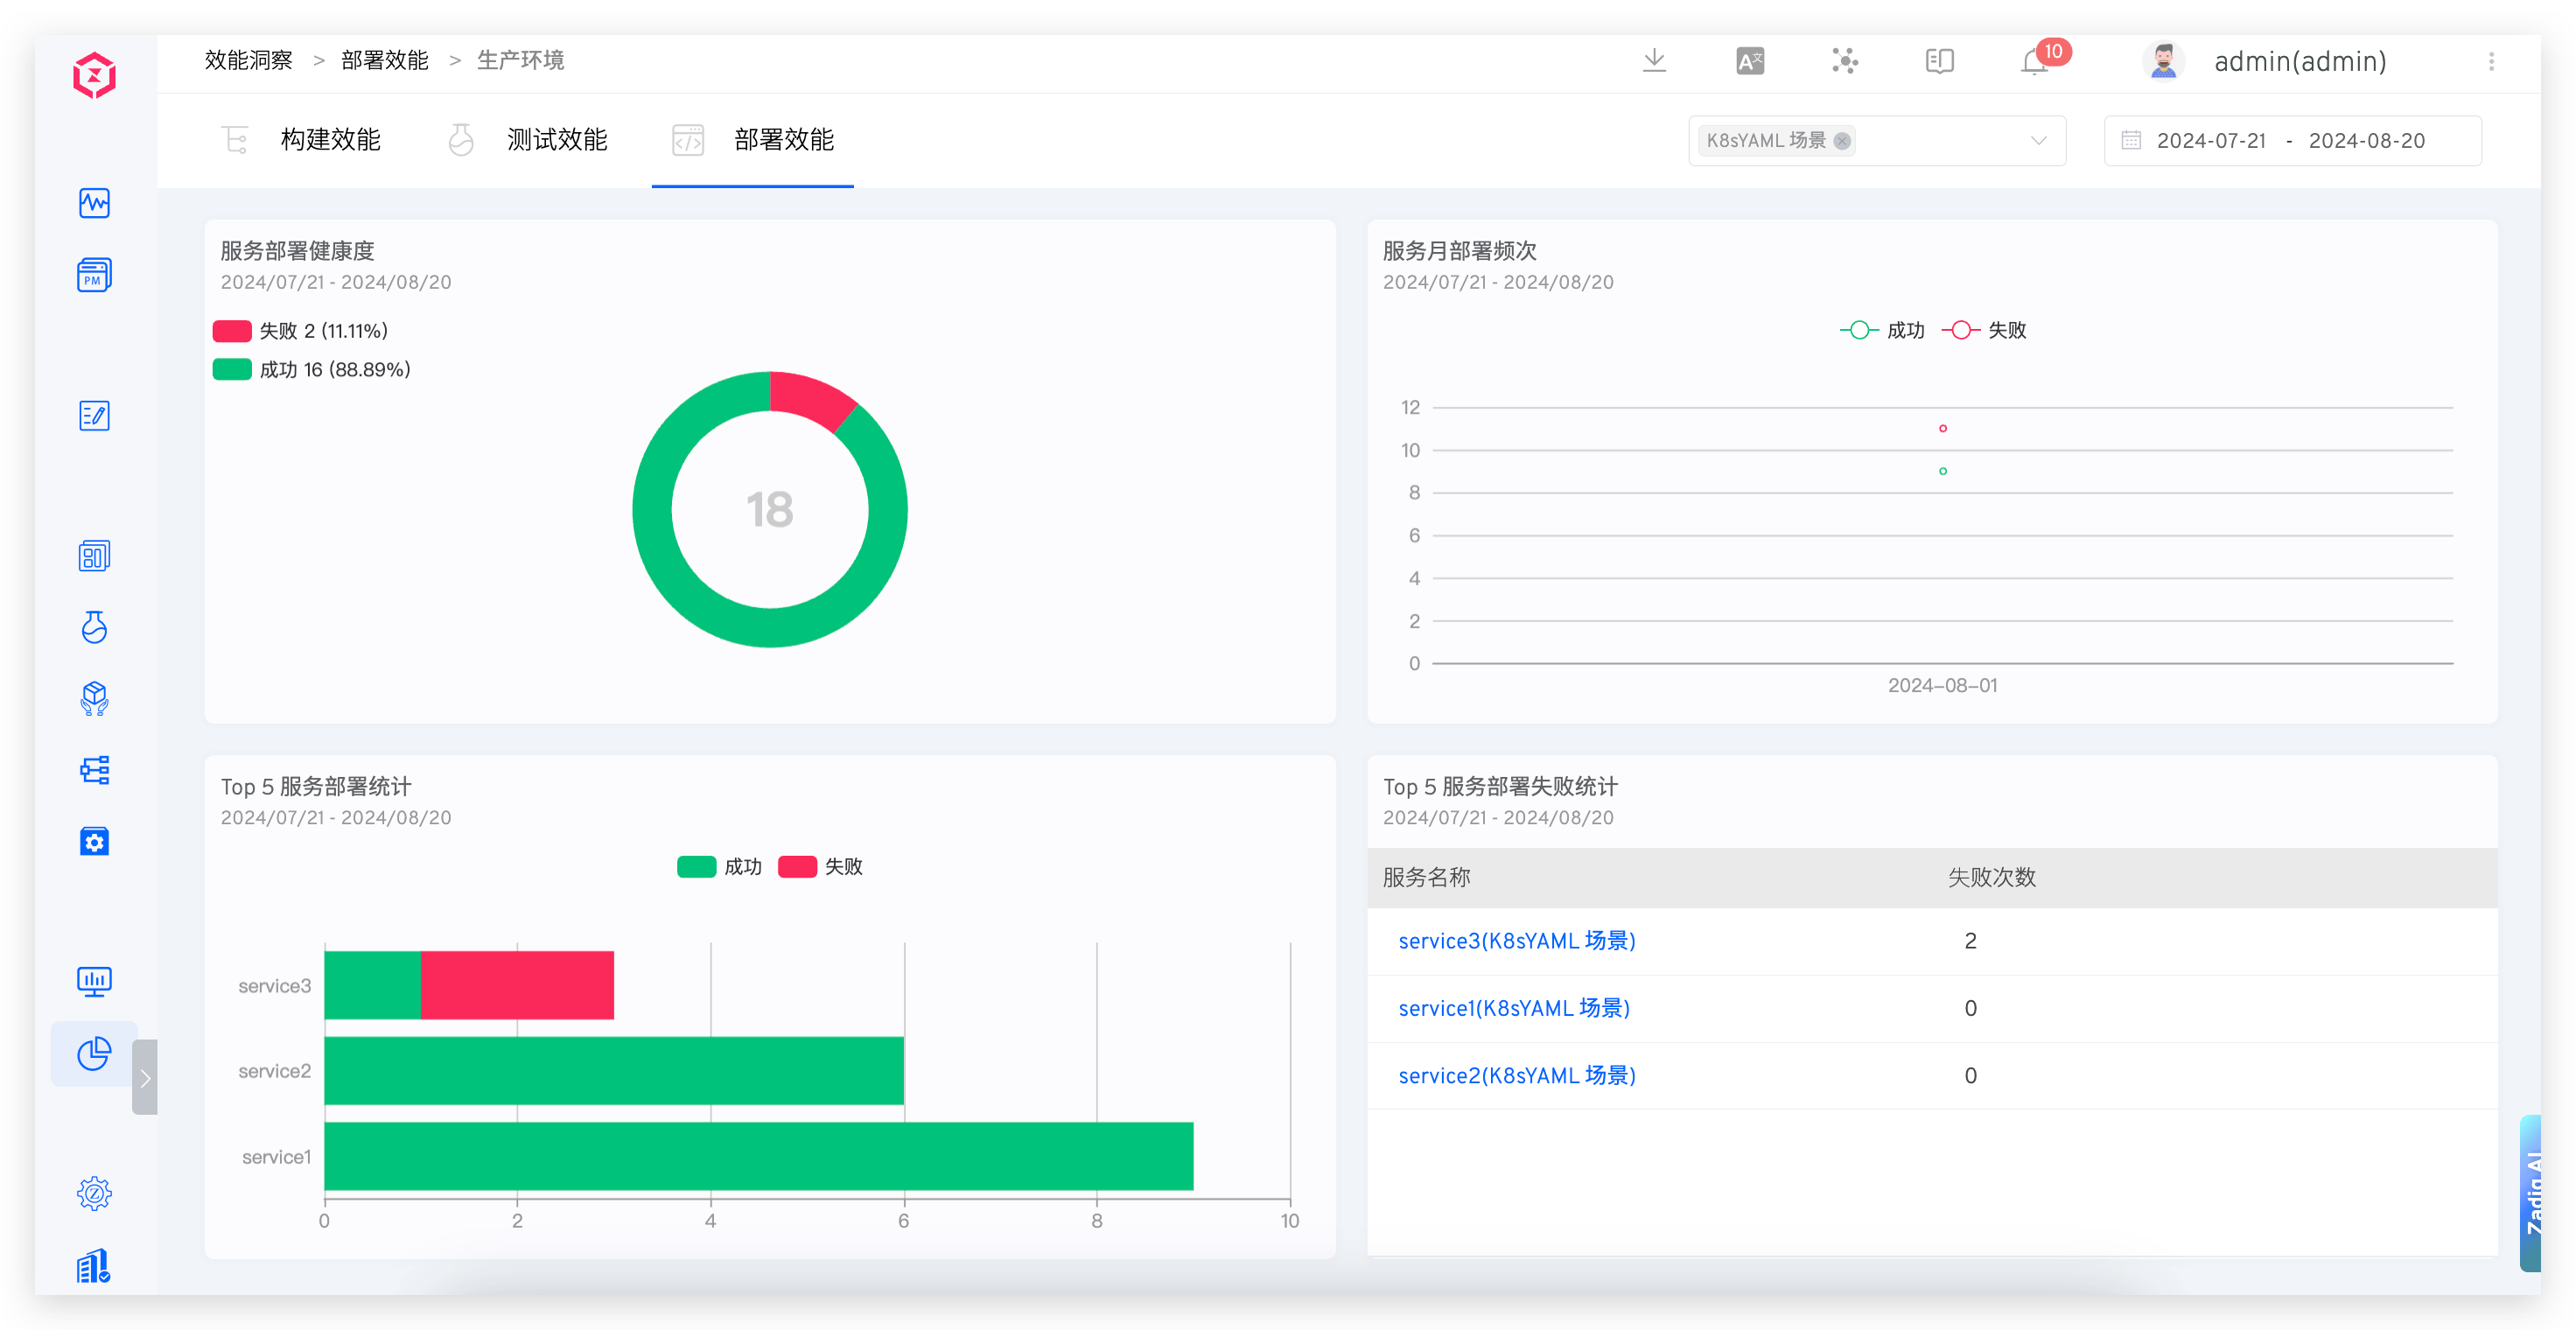 效能洞察 > 部署效能 > 生产环境
10
admin(admin)
构建效能
测试效能
部署效能
K8sYAML 场景
2024-07-21 - 2024-08-20
PM
服务部署健康度
2024/07/21 - 2024/08/20
失败 2 (11.11%)
成功 16 (88.89%)
18
服务月部署频次
2024/07/21 - 2024/08/20
成功 失败
12
10
8
6
4
2
0
2024-08-01
Top 5 服务部署统计
2024/07/21 - 2024/08/20
成功 失败
service3
service2
service1
0 2 4 6 8 10
Top 5 服务部署失败统计
2024/07/21 - 2024/08/20
服务名称 失败次数
service3(K8sYAML 场景) 2
service1(K8sYAML 场景) 0
service2(K8sYAML 场景) 0
Zadig AI